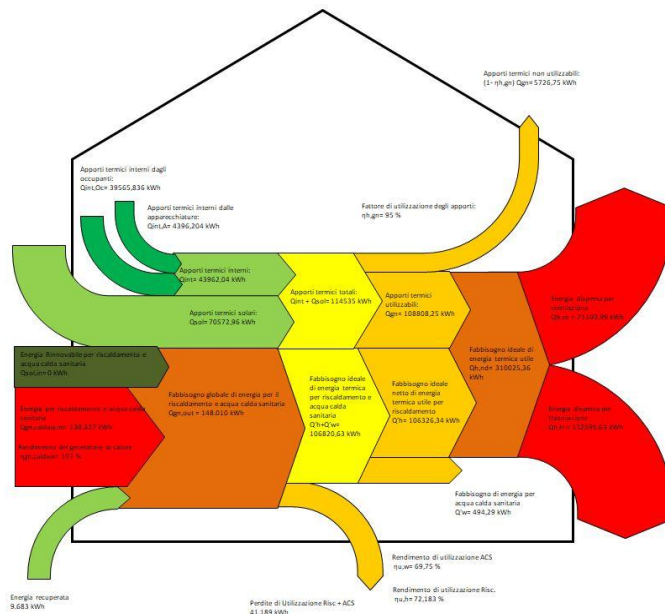 Apporti termici non utilizzabili:
(1- ηh,gn) Qgn= 5726,75 kWh
Apporti termici interni dagli
occupanti:
Qint,Oc= 39565,836 kWh
Apporti termici interni dalle
apparecchiature:
Qint,A= 4396,204 kWh
Fattore di utilizzazione degli apporti:
ηh,gn= 95 %
Apporti termici interni:
Qint= 43962,04 kWh
Apporti termici totali:
Qint + Qsol= 114535 kWh
Apporti termici
utilizzabili:
Qgn= 108808,25 kWh
Apporti termici solari:
Qsol= 70572,96 kWh
Energia dispersa per
Energia Rinnovabile per riscaldamento e
acqua calda sanitaria
Qsol,in= 0 kWh
Fabbisogno ideale di
energia termica utile
Qh,nd= 310025,36
kWh
Fabbisogno globale di energia per il
riscaldamento e acqua calda sanitaria
Qgn,out = 148.010 kWh
Fabbisogno ideale
di energia termica
per riscaldamento e
acqua calda
sanitaria
Q'h+Q'w=
106820,63 kWh
Fabbisogno ideale
netto di energia
termica utile per
riscaldamento
Q'h= 106326,34 kWh
Energia per riscaldamento e acqua calda
sanitaria
Rendimento del generatore di calore
Energia dispersa per
Fabbisogno di energia per
acqua calda sanitaria
Q'w= 494,29 kWh
Rendimento di utilizzazione ACS
ηu,w= 69,75 %
Rendimento di utilizzazione Risc.
ηu,h= 72,183 %
Energia recuperata
9.683 kWh
Perdite di Utilizzazione Risc + ACS
41.189 kWh